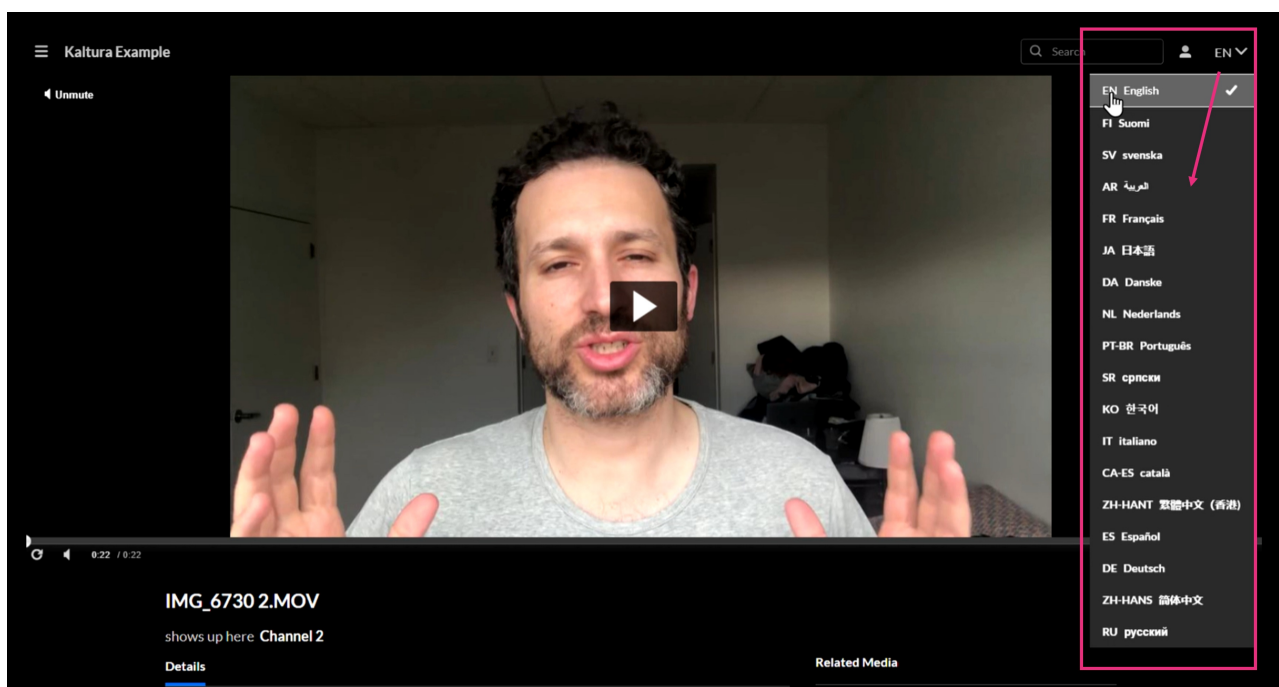 Kaltura Example
Search
EN
Unmute
EN English
FI Suomi
SV svenska
AR العربية
FR Français
JA 日本語
DA Danske
NL Nederlands
PT-BR Português
SR српски
KO 한국어
IT italiano
CA-ES català
ZH-HANT 繁體中文 (香港)
ES Español
DE Deutsch
ZH-HANS 简体中文
RU русский
0:22 / 0:22
IMG_6730 2.MOV
shows up here Channel 2
Details
Related Media